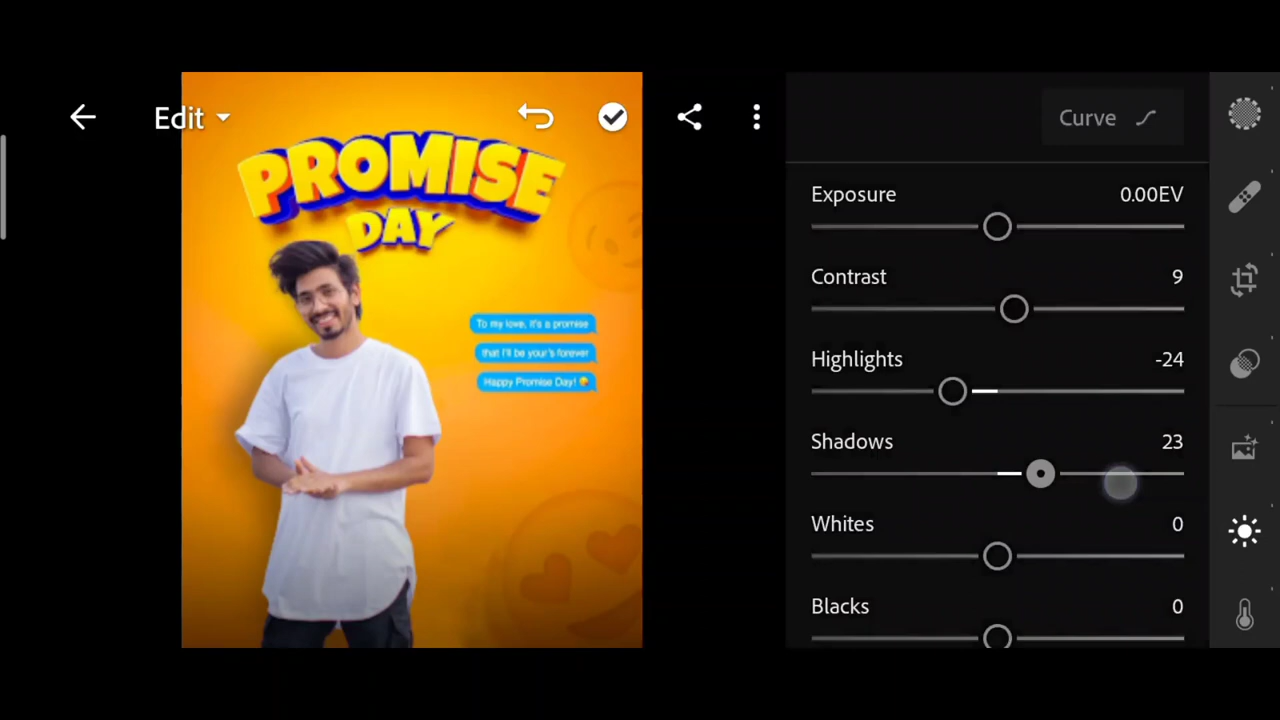 Edit
PROMISE
DAY
To my love, it's a promise
that I'll be your's forever
Happy Promise Day!
Curve
Exposure 0.00EV
Contrast 9
Highlights -24
Shadows 23
Whites 0
Blacks 0